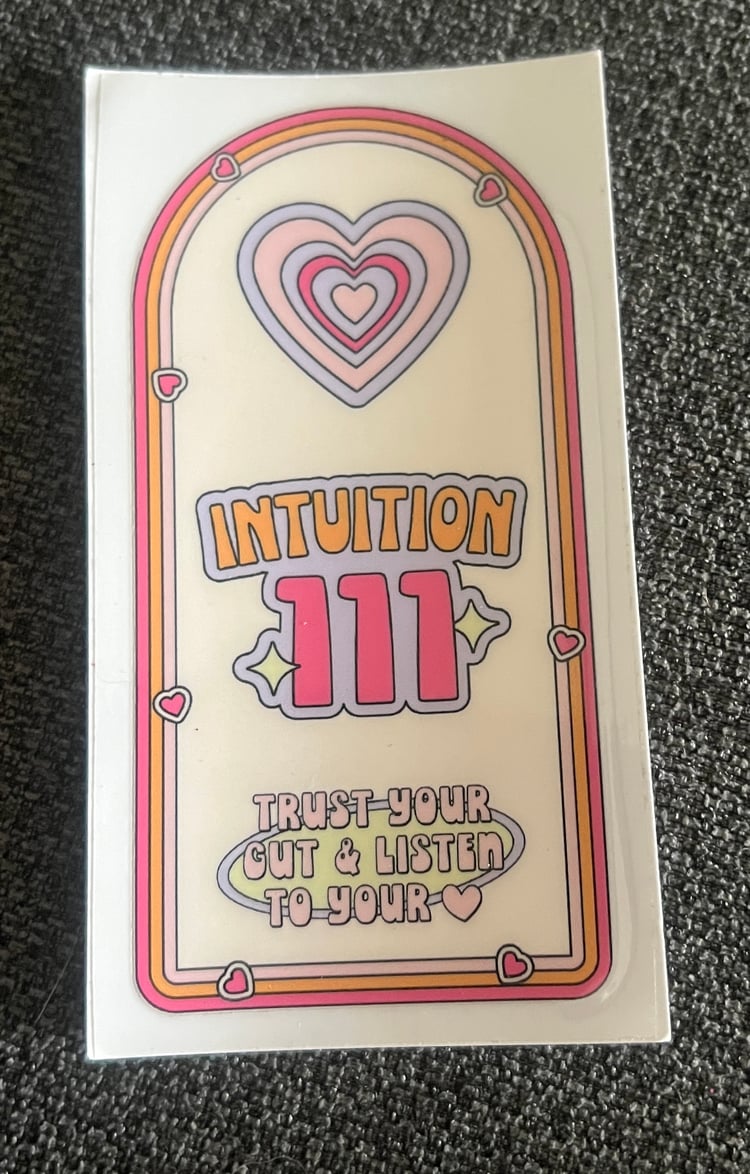 INTUITION
111
TRUST YOUR
GUT & LISTEN
TO YOUR